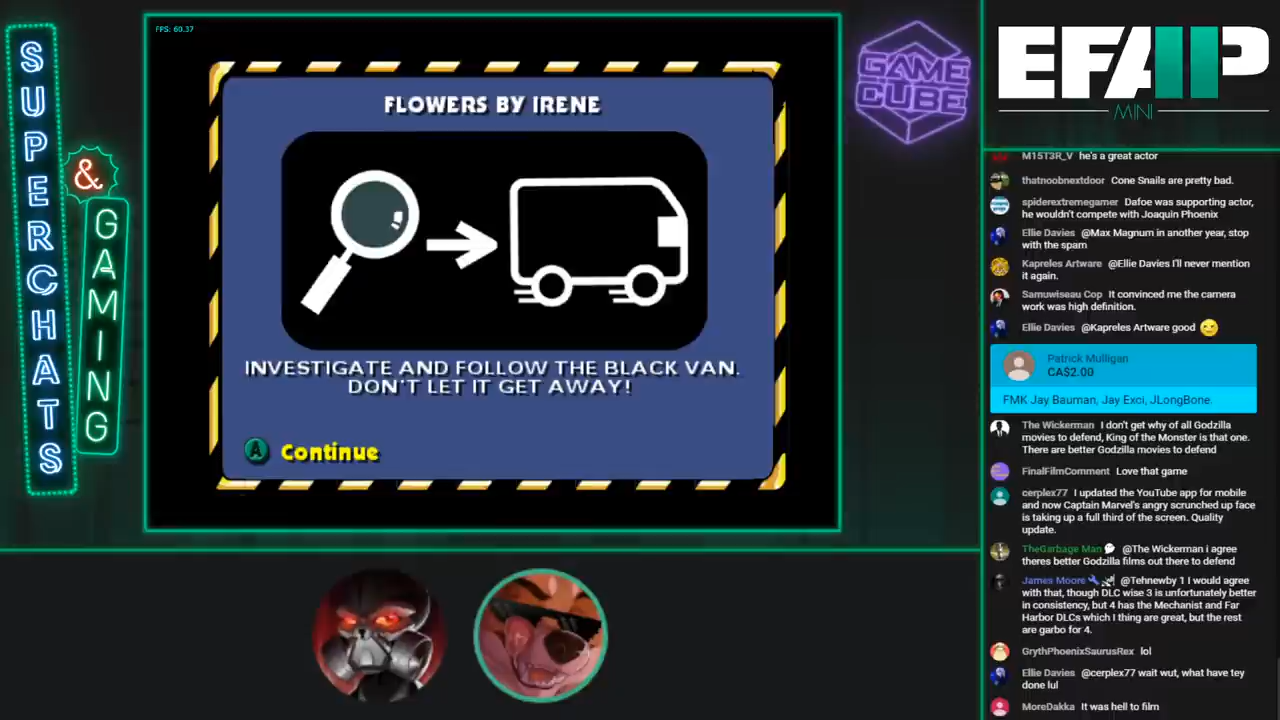 SUPERCHATS
&
GAMING
FPS: 60.37
FLOWERS BY IRENE
INVESTIGATE AND FOLLOW THE BLACK VAN.
DON'T LET IT GET AWAY!
A Continue
GAME
CUBE
EFAP
MINI
M15T3R_V he's a great actor
thatnoobnextdoor Cone Snails are pretty bad.
spiderextremegamer Dafoe was supporting actor,
he wouldn't compete with Joaquin Phoenix
Ellie Davies @Max Magnum in another year, stop
with the spam
Kapreles Artware @Ellie Davies I'll never mention
it again.
Samuwiseau Cop It convinced me the camera
work was high definition.
Ellie Davies @Kapreles Artware good
Patrick Mulligan
CA$2.00
FMK Jay Bauman, Jay Exci, JLongBone.
The Wickerman I don't get why of all Godzilla
movies to defend, King of the Monster is that one.
There are better Godzilla movies to defend
FinalFilmComment Love that game
cerplex77 I updated the YouTube app for mobile
and now Captain Marvel's angry scrunched up face
is taking up a full third of the screen. Quality
update.
TheGarbage Man @The Wickerman i agree
theres better Godzilla films out there to defend
James Moore @Tehnewby 1 I would agree
with that, though DLC wise 3 is unfortunately better
in consistency, but 4 has the Mechanist and Far
Harbor DLCs which I thing are great, but the rest
are garbo for 4.
GrythPhoenixSaurusRex lol
Ellie Davies @cerplex77 wait wut, what have tey
done lul
MoreDakka It was hell to film